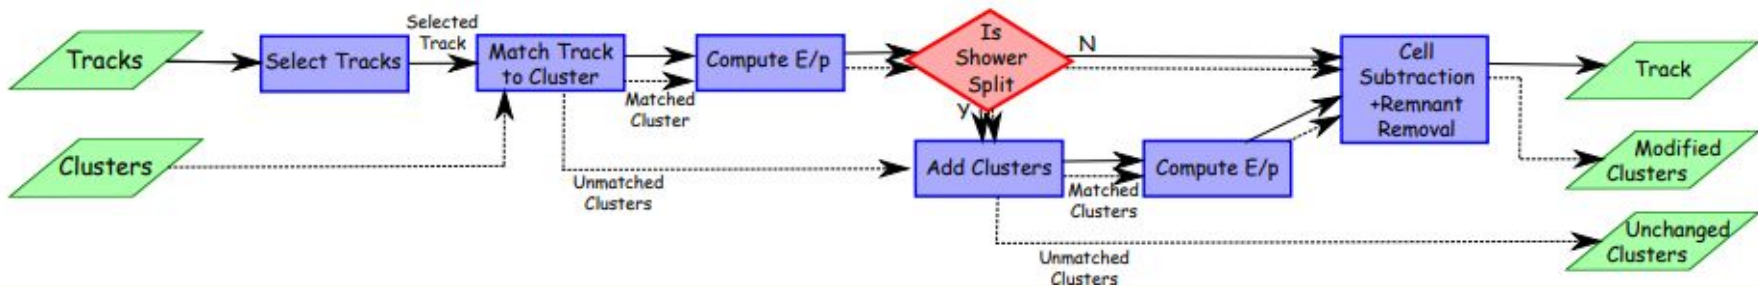 Tracks
Select Tracks
Selected
Track
Match Track
to Cluster
Compute E/p
Matched
Cluster
Is
Shower
Split
N
Y
Cell
Subtraction
+Remnant
Removal
Track
Clusters
Unmatched
Clusters
Add Clusters
Matched
Clusters
Compute E/p
Modified
Clusters
Unmatched
Clusters
Unchanged
Clusters